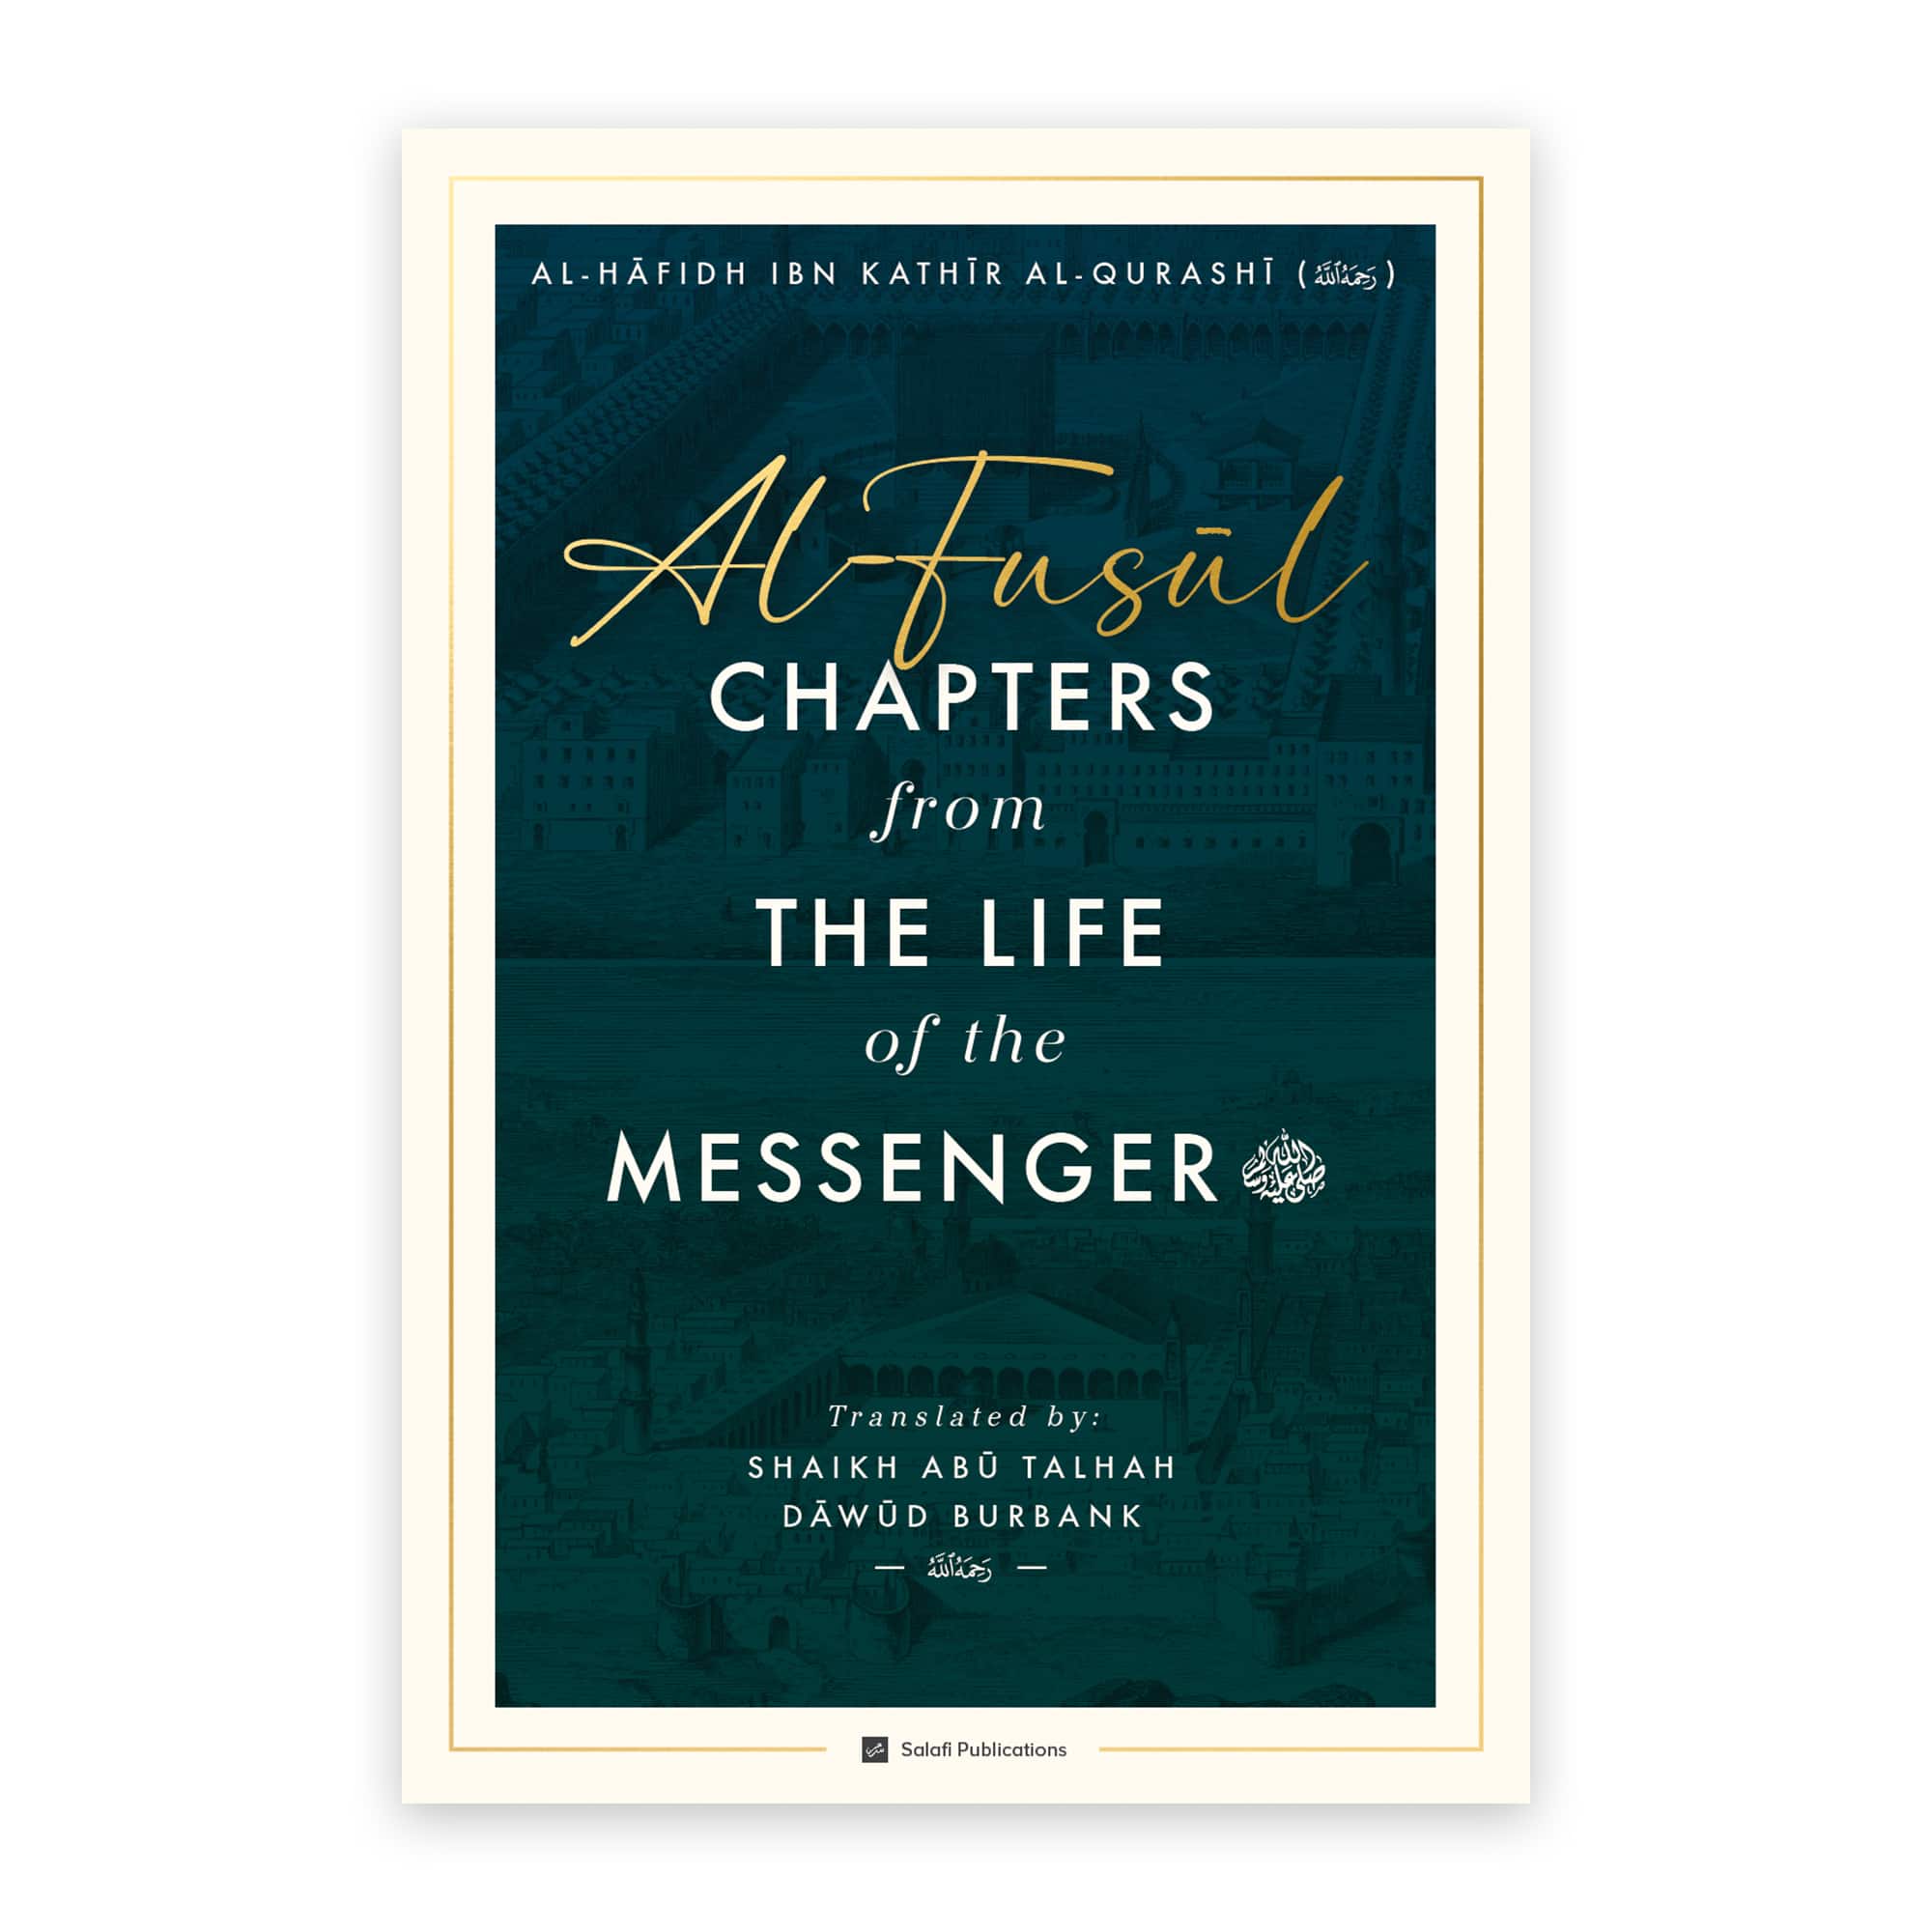 AL-HĀFIDH IBN KATHĪR AL-QURASHĪ (رَحِمَهُ ٱللَّهُ)
Al-Fusūl
CHAPTERS
from
THE LIFE
of the
MESSENGER صلى الله عليه وسلم
Translated by:
SHAIKH ABŪ TALHAH
DĀWŪD BURBANK
— رَحِمَهُ ٱللَّهُ —
Salafi Publications